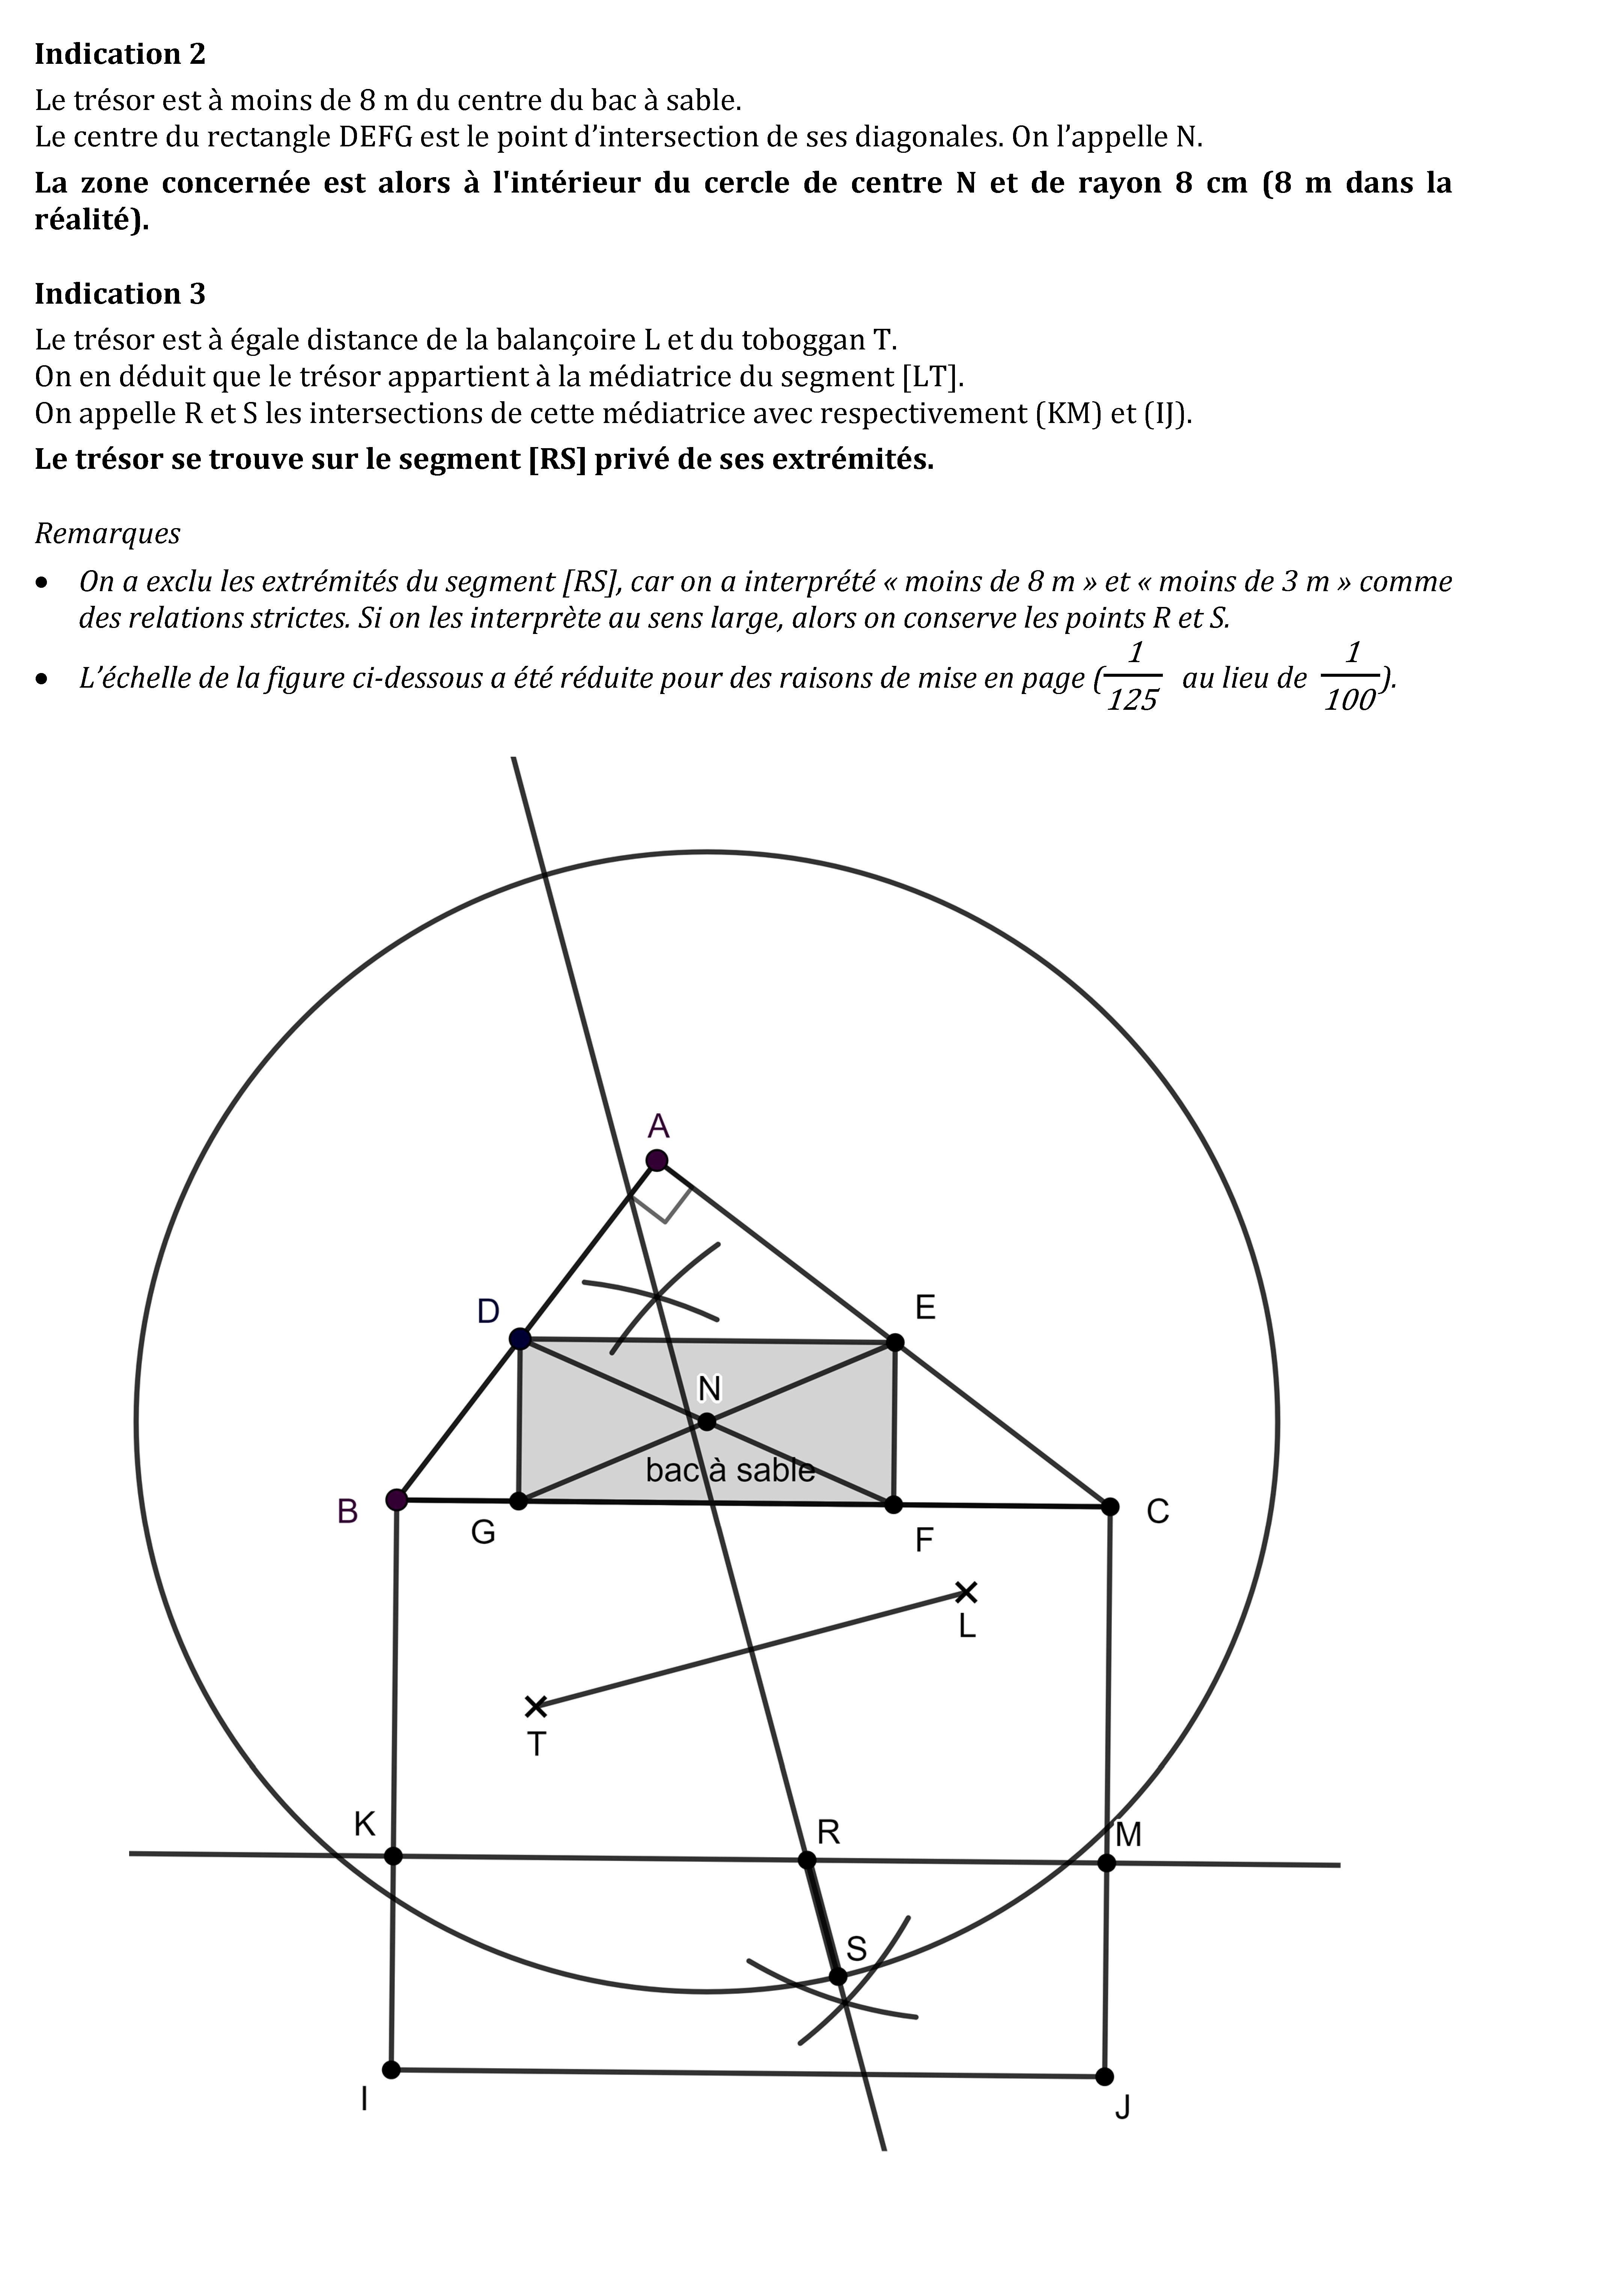 Indication 2
Le trésor est à moins de 8 m du centre du bac à sable.
Le centre du rectangle DEFG est le point d’intersection de ses diagonales. On l’appelle N.
La zone concernée est alors à l'intérieur du cercle de centre N et de rayon 8 cm (8 m dans la
réalité).
Indication 3
Le trésor est à égale distance de la balançoire L et du toboggan T.
On en déduit que le trésor appartient à la médiatrice du segment [LT].
On appelle R et S les intersections de cette médiatrice avec respectivement (KM) et (IJ).
Le trésor se trouve sur le segment [RS] privé de ses extrémités.
Remarques
• On a exclu les extrémités du segment [RS], car on a interprété « moins de 8 m » et « moins de 3 m » comme
des relations strictes. Si on les interprète au sens large, alors on conserve les points R et S.
• L’échelle de la figure ci-dessous a été réduite pour des raisons de mise en page (1/125 au lieu de 1/100).
A
D
E
N
bac à sable
B
G
F
C
L
T
K
R
M
S
I
J